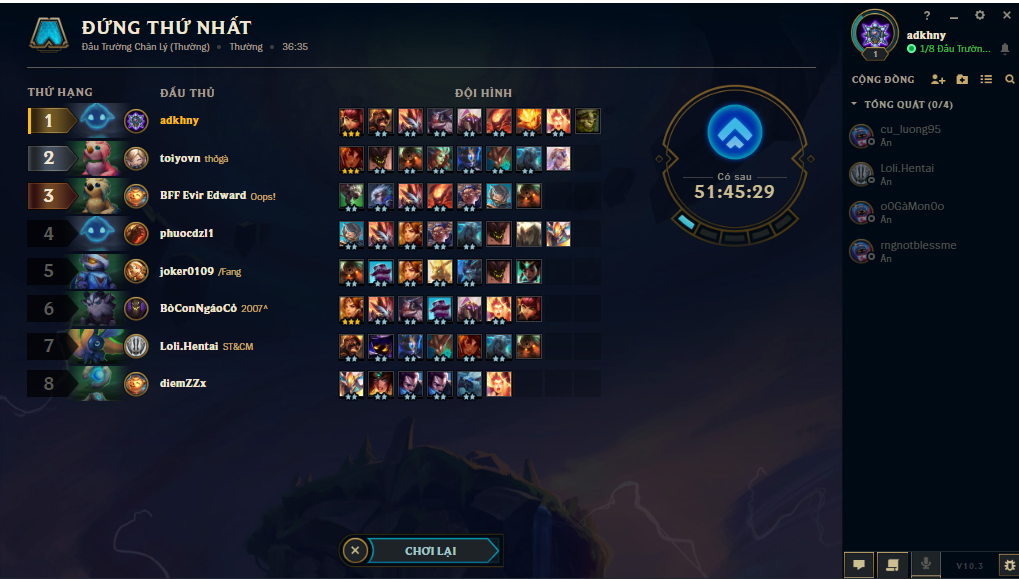 ĐỨNG THỨ NHẤT
Đấu Trường Chân Lý (Thường) • Thường • 36:35
THỨ HẠNG ĐẤU THỦ ĐỘI HÌNH
1 adkhny
2 toiyovn thôgà
3 BFF Evir Edward Oops!
4 phuocdzl1
5 joker0109 /Fang
6 BòConNgáoCỏ 2007^
7 Loli.Hentai ST&CM
8 diemZZx
Có sau
51:45:29
CHƠI LẠI
adkhny
1/8 Đấu Trườn...
1
CỘNG ĐỒNG
TỔNG QUÁT (0/4)
cu_luong95
Ẩn
Loli.Hentai
Ẩn
o0GàMon0o
Ẩn
rngnotblessme
Ẩn
V10.3